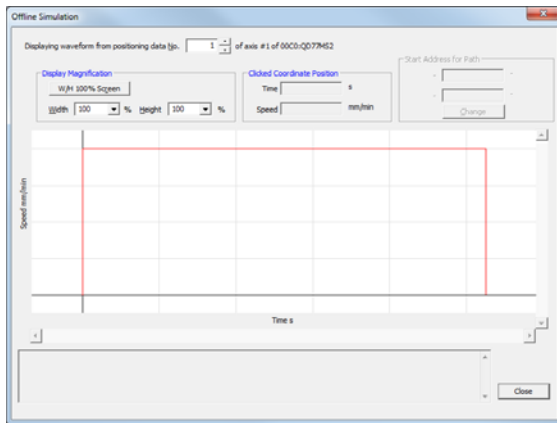 Offline Simulation
Displaying waveform from positioning data No. 1 of axis #1 of 00C0:QD77MS2
Display Magnification
W/H 100% Screen
Width 100 % Height 100 %
Clicked Coordinate Position
Time s
Speed mm/min
Start Address for Path
- -
- -
Change
Speed mm/min
Time s
Close